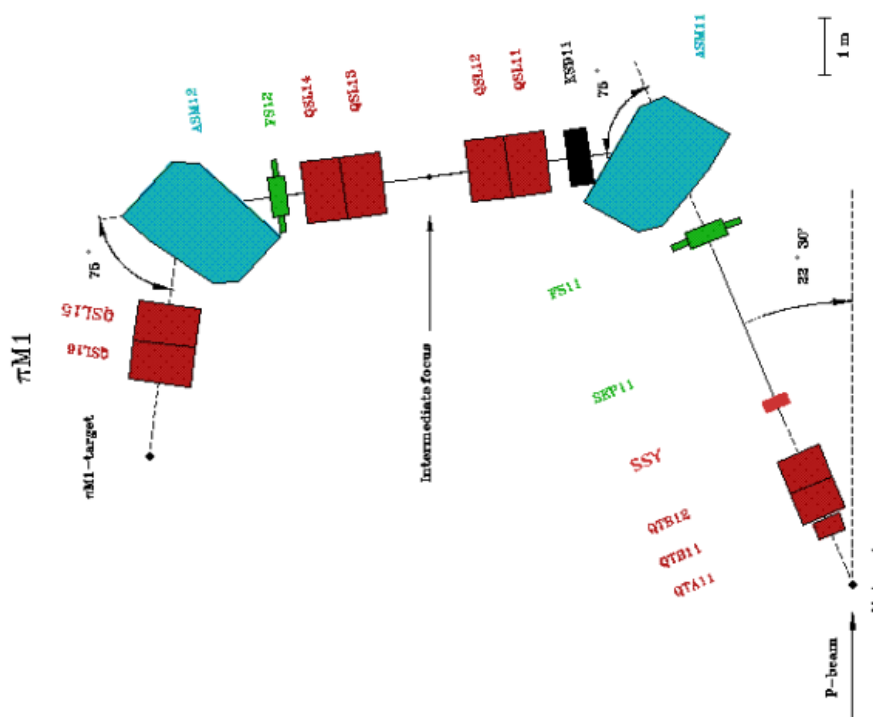 πM1
ASM12
FS12
QSL14
QSL13
QSL12
QSL11
KSD11
ASM11
1 m
75 °
75 °
22 ° 30'
QSL15
QSL16
πM1-target
Intermediate focus
FS11
SEP11
SSY
QTB12
QTB11
QTA11
P-beam